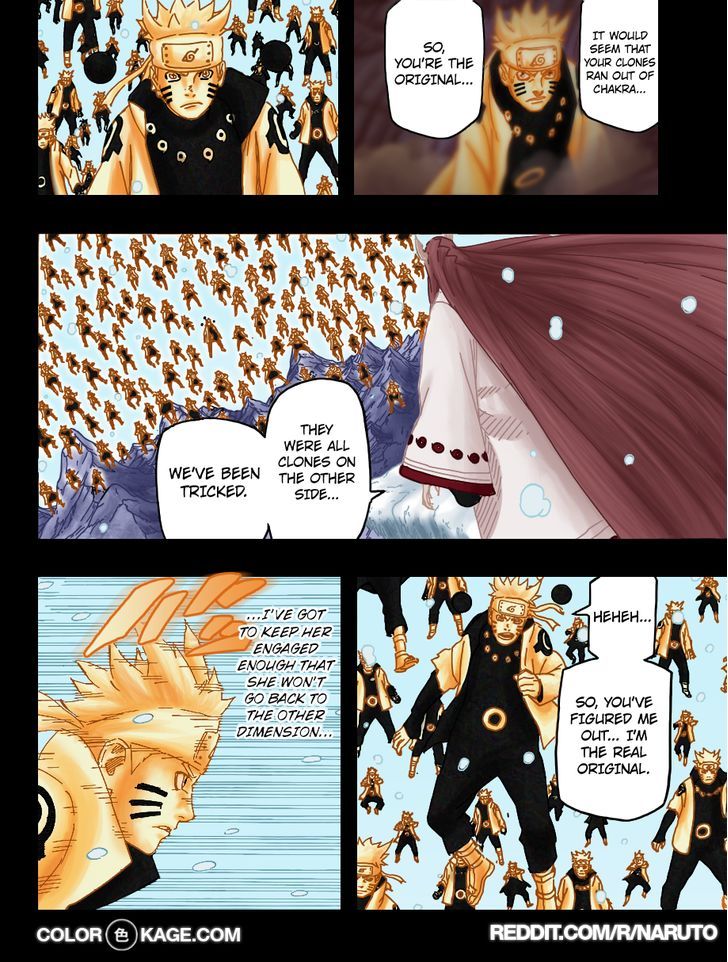 IT WOULD
SEEM THAT
YOUR CLONES
RAN OUT OF
CHAKRA...
SO,
YOU'RE THE
ORIGINAL...
THEY
WERE ALL
CLONES ON
THE OTHER
SIDE...
WE'VE BEEN
TRICKED.
HEHEH...
SO, YOU'VE
FIGURED ME
OUT... I'M
THE REAL
ORIGINAL.
...I'VE GOT
TO KEEP HER
ENGAGED
ENOUGH THAT
SHE WON'T
GO BACK TO
THE OTHER
DIMENSION...
COLOR 色 KAGE.COM
REDDIT.COM/R/NARUTO